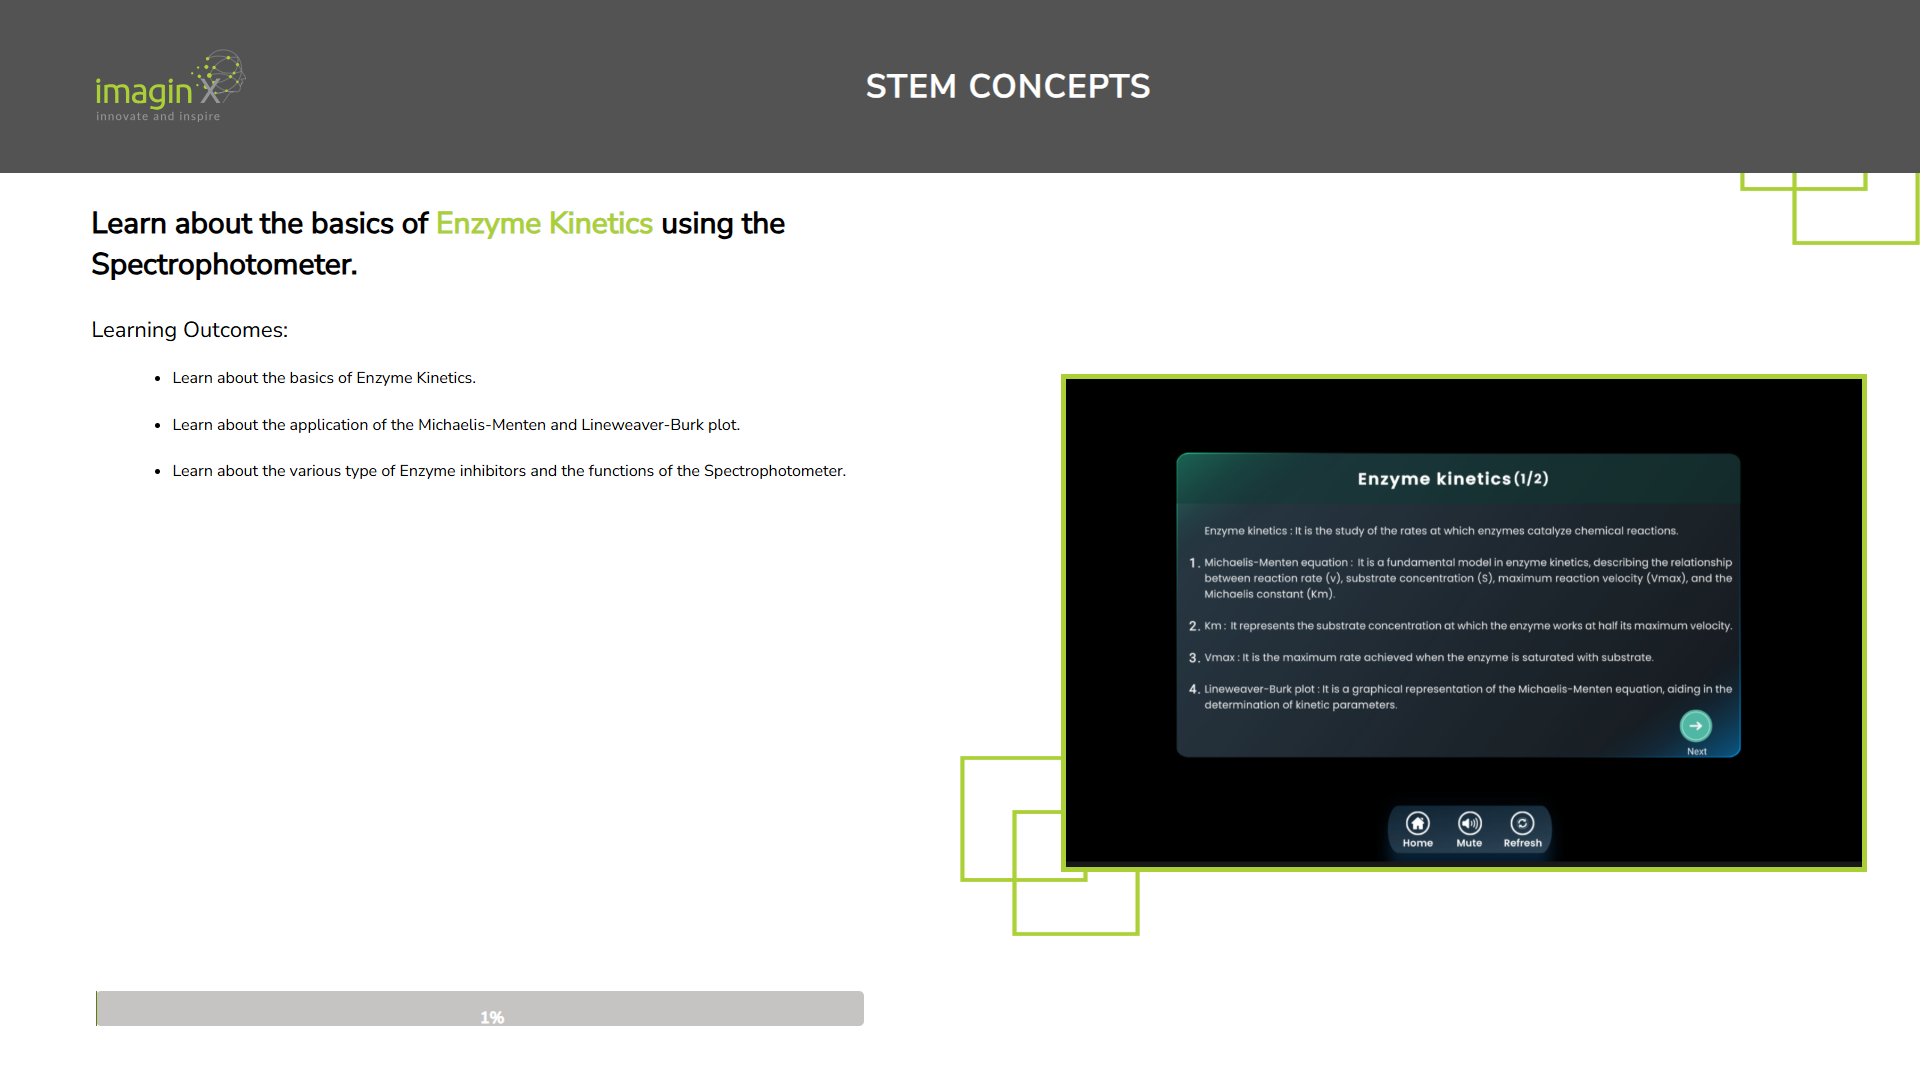 imagin X
innovate and inspire
STEM CONCEPTS
Learn about the basics of Enzyme Kinetics using the
Spectrophotometer.
Learning Outcomes:
• Learn about the basics of Enzyme Kinetics.
• Learn about the application of the Michaelis-Menten and Lineweaver-Burk plot.
• Learn about the various type of Enzyme inhibitors and the functions of the Spectrophotometer.
Enzyme kinetics(1/2)
Enzyme kinetics : It is the study of the rates at which enzymes catalyze chemical reactions.
1. Michaelis-Menten equation : It is a fundamental model in enzyme kinetics, describing the relationship
between reaction rate (v), substrate concentration (S), maximum reaction velocity (Vmax), and the
Michaelis constant (Km).
2. Km : It represents the substrate concentration at which the enzyme works at half its maximum velocity.
3. Vmax : It is the maximum rate achieved when the enzyme is saturated with substrate.
4. Lineweaver-Burk plot : It is a graphical representation of the Michaelis-Menten equation, aiding in the
determination of kinetic parameters.
Next
Home Mute Refresh
1%